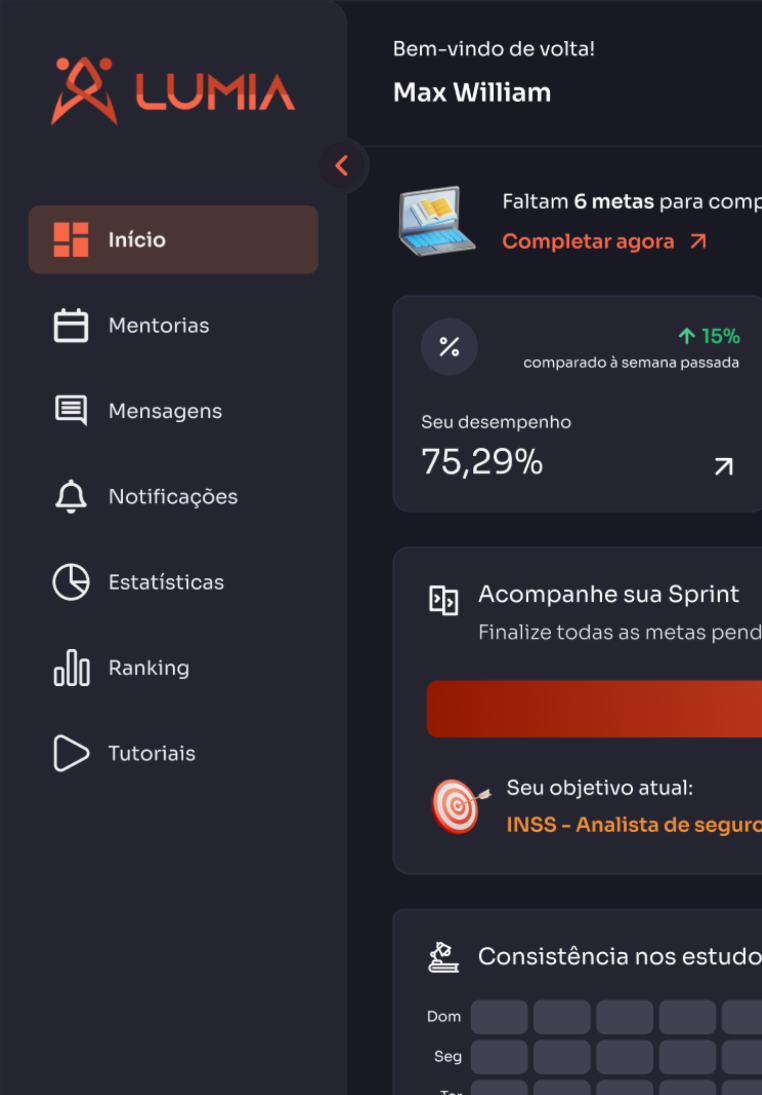 LUMIA
Início
Mentorias
Mensagens
Notificações
Estatísticas
Ranking
Tutoriais
Bem-vindo de volta!
Max William
Faltam 6 metas para comp
Completar agora
%
15%
comparado à semana passada
Seu desempenho
75,29%
Acompanhe sua Sprint
Finalize todas as metas pend
Seu objetivo atual:
INSS - Analista de seguro
Consistência nos estudo
Dom
Seg